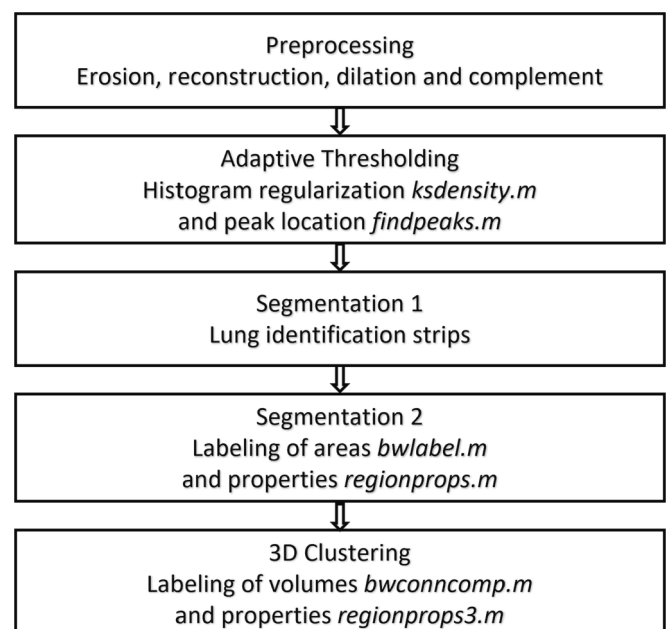 Preprocessing
Erosion, reconstruction, dilation and complement
Adaptive Thresholding
Histogram regularization ksdensity.m
and peak location findpeaks.m
Segmentation 1
Lung identification strips
Segmentation 2
Labeling of areas bwlabel.m
and properties regionprops.m
3D Clustering
Labeling of volumes bwconncomp.m
and properties regionprops3.m